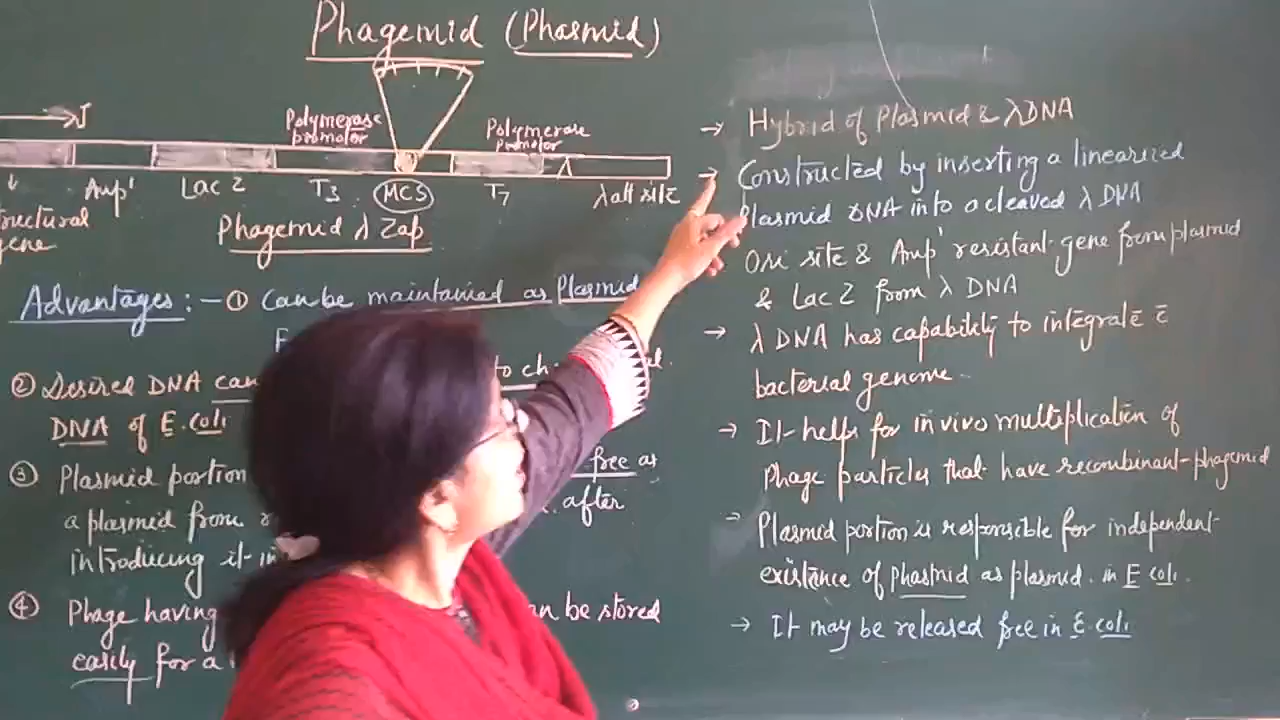 Phagemid (Phasmid)
Polymerase promotor
Polymerase promotor
Ampʳ
Lac Z
T3
MCS
T7
λ att site
Phagemid λ Zap
Advantages :- ① Can be maintained as Plasmid
② Desired DNA can to
DNA of E. coli
③ Plasmid portion free as
a plasmid from after
introducing it in
④ Phage having can be stored
easily for a
→ Hybrid of Plasmid & λ DNA
→ Constructed by inserting a linearized
Plasmid DNA into a cleaved λ DNA
Ori site & Ampʳ resistant gene from plasmid
& Lac Z from λ DNA
→ λ DNA has capability to integrate c̄
bacterial genome.
→ It helps for in vivo multiplication of
Phage particles that have recombinant phagemid
→ Plasmid portion is responsible for independent
existance of phasmid as plasmid. in E coli.
→ It may be released free in E. coli